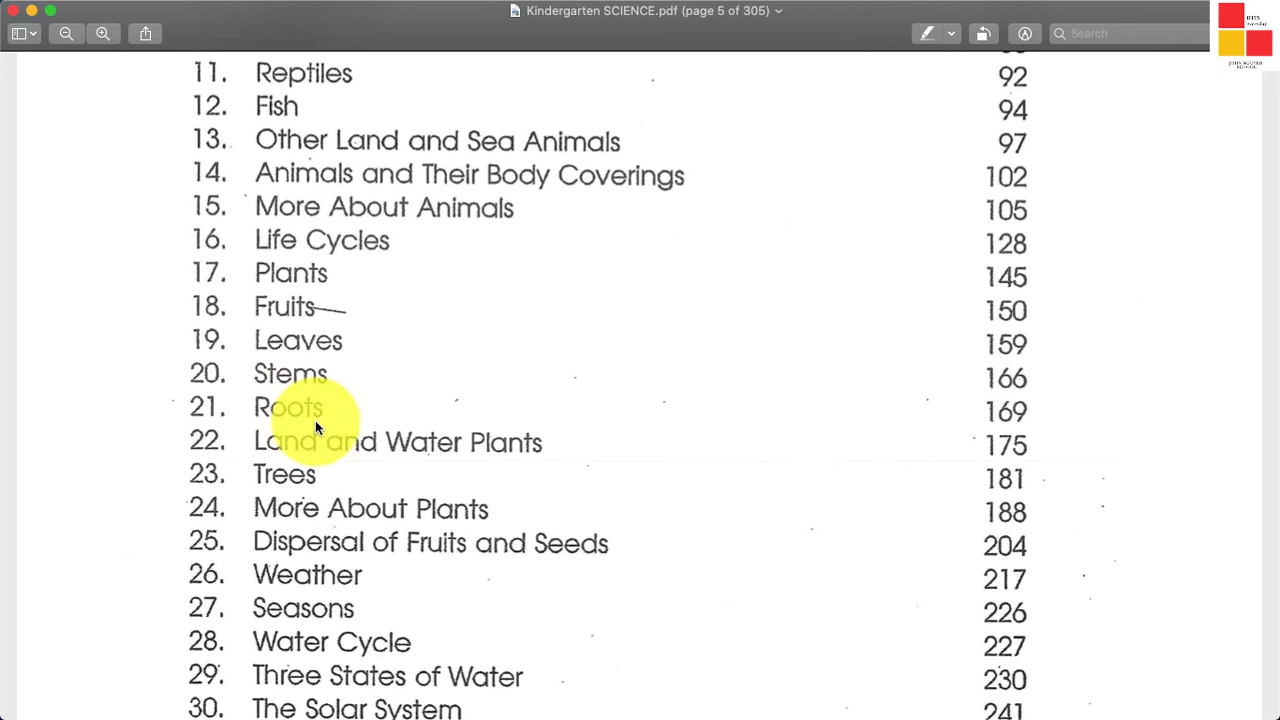 Kindergarten SCIENCE.pdf (page 5 of 305)
Search
11. Reptiles 92
12. Fish 94
13. Other Land and Sea Animals 97
14. Animals and Their Body Coverings 102
15. More About Animals 105
16. Life Cycles 128
17. Plants 145
18. Fruits 150
19. Leaves 159
20. Stems 166
21. Roots 169
22. Land and Water Plants 175
23. Trees 181
24. More About Plants 188
25. Dispersal of Fruits and Seeds 204
26. Weather 217
27. Seasons 226
28. Water Cycle 227
29. Three States of Water 230
30. The Solar System 241